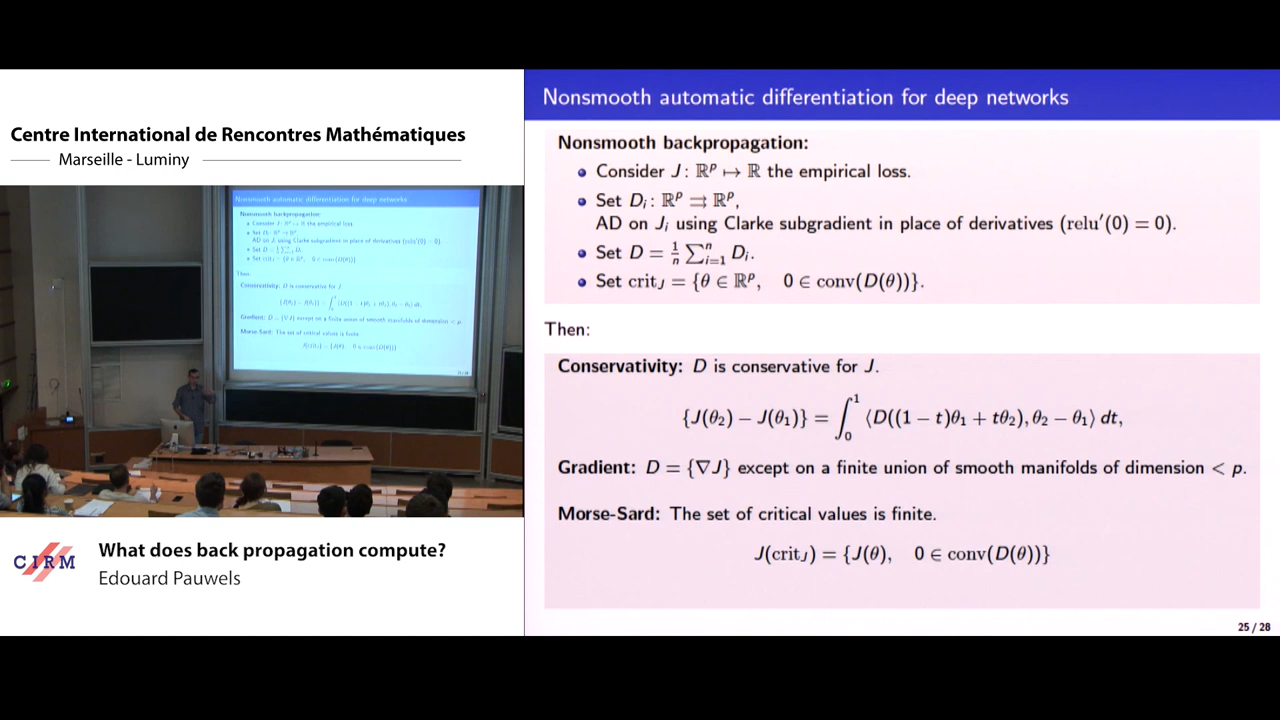 Centre International de Rencontres Mathématiques
Marseille - Luminy
CIRM
What does back propagation compute?
Edouard Pauwels
Nonsmooth automatic differentiation for deep networks
Nonsmooth backpropagation:
Consider J: ℝᵖ ↦ ℝ the empirical loss.
Set Dᵢ: ℝᵖ ⇉ ℝᵖ,
AD on Jᵢ using Clarke subgradient in place of derivatives (relu′(0) = 0).
Set D = 1/n ∑ⁿᵢ₌₁ Dᵢ.
Set crit_J = {θ ∈ ℝᵖ, 0 ∈ conv(D(θ))}.
Then:
Conservativity: D is conservative for J.
{J(θ₂) − J(θ₁)} = ∫₀¹ ⟨D((1 − t)θ₁ + tθ₂), θ₂ − θ₁⟩ dt,
Gradient: D = {∇J} except on a finite union of smooth manifolds of dimension < p.
Morse-Sard: The set of critical values is finite.
J(crit_J) = {J(θ), 0 ∈ conv(D(θ))}
25 / 28